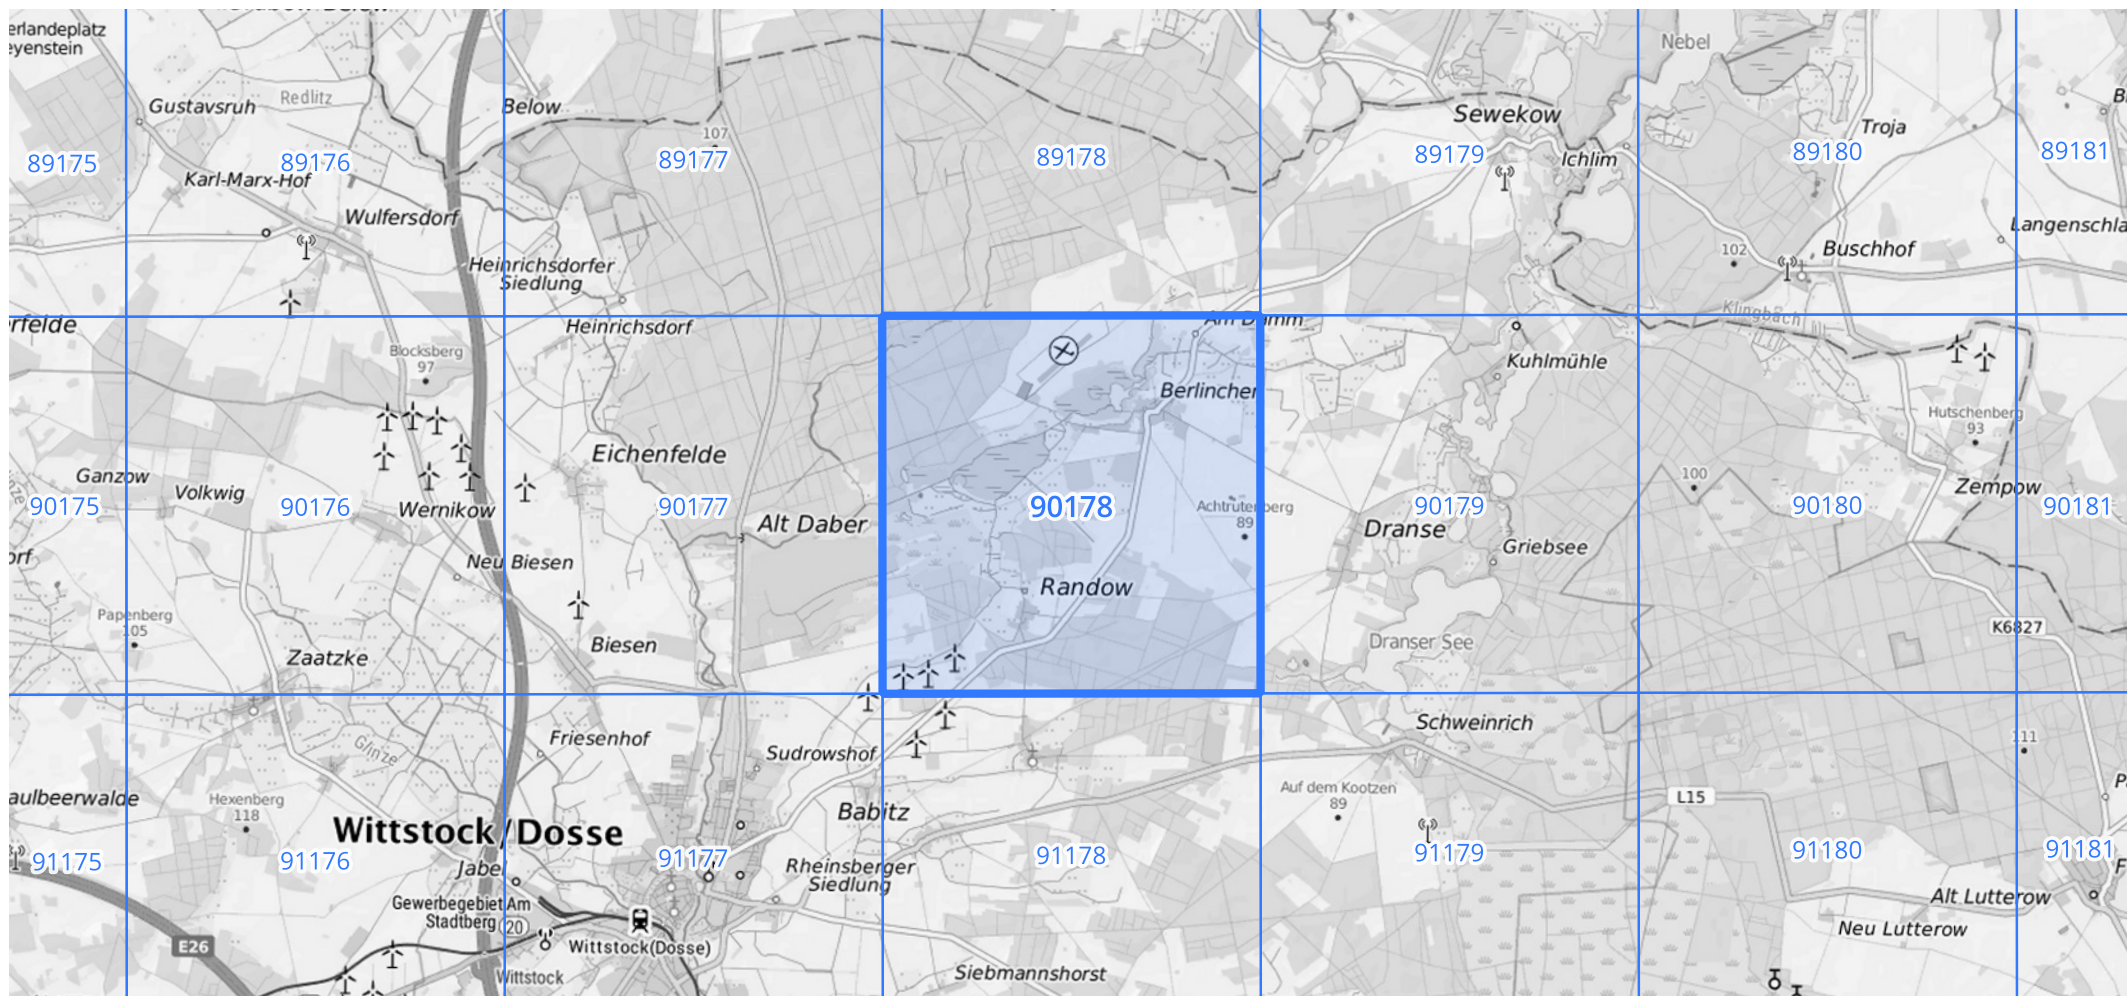 erlandeplatz
eyenstein
Gustavsruh
Redlitz
Below
107
Sewekow
Nebel
Troja
89175
89176
89177
89178
89179
Ichlim
89180
89181
Karl-Marx-Hof
Wulfersdorf
Heinrichsdorfer
Siedlung
102
Buschhof
Langenschla
Klingbach
rfelde
Heinrichsdorf
Am Damm
Blocksberg
97
Berlinchen
Kuhlmühle
Hutschenberg
93
Eichenfelde
Ganzow
Volkwig
Wernikow
100
Zempow
90175
90176
90177
90178
90179
90180
90181
Achtrutenberg
89
Alt Daber
Dranse
Griebsee
orf
Neu Biesen
Randow
Papenberg
105
Zaatzke
Biesen
Dranser See
K6827
Glinze
Friesenhof
Sudrowshof
Schweinrich
111
aulbeerwalde
Hexenberg
118
Wittstock/Dosse
Babitz
Auf dem Kootzen
89
L15
91175
91176
91177
91178
91179
91180
91181
Jabel
Rheinsberger
Siedlung
Gewerbegebiet Am
Stadtberg
20
Alt Lutterow
Neu Lutterow
E26
Wittstock(Dosse)
Wittstock
Siebmannshorst